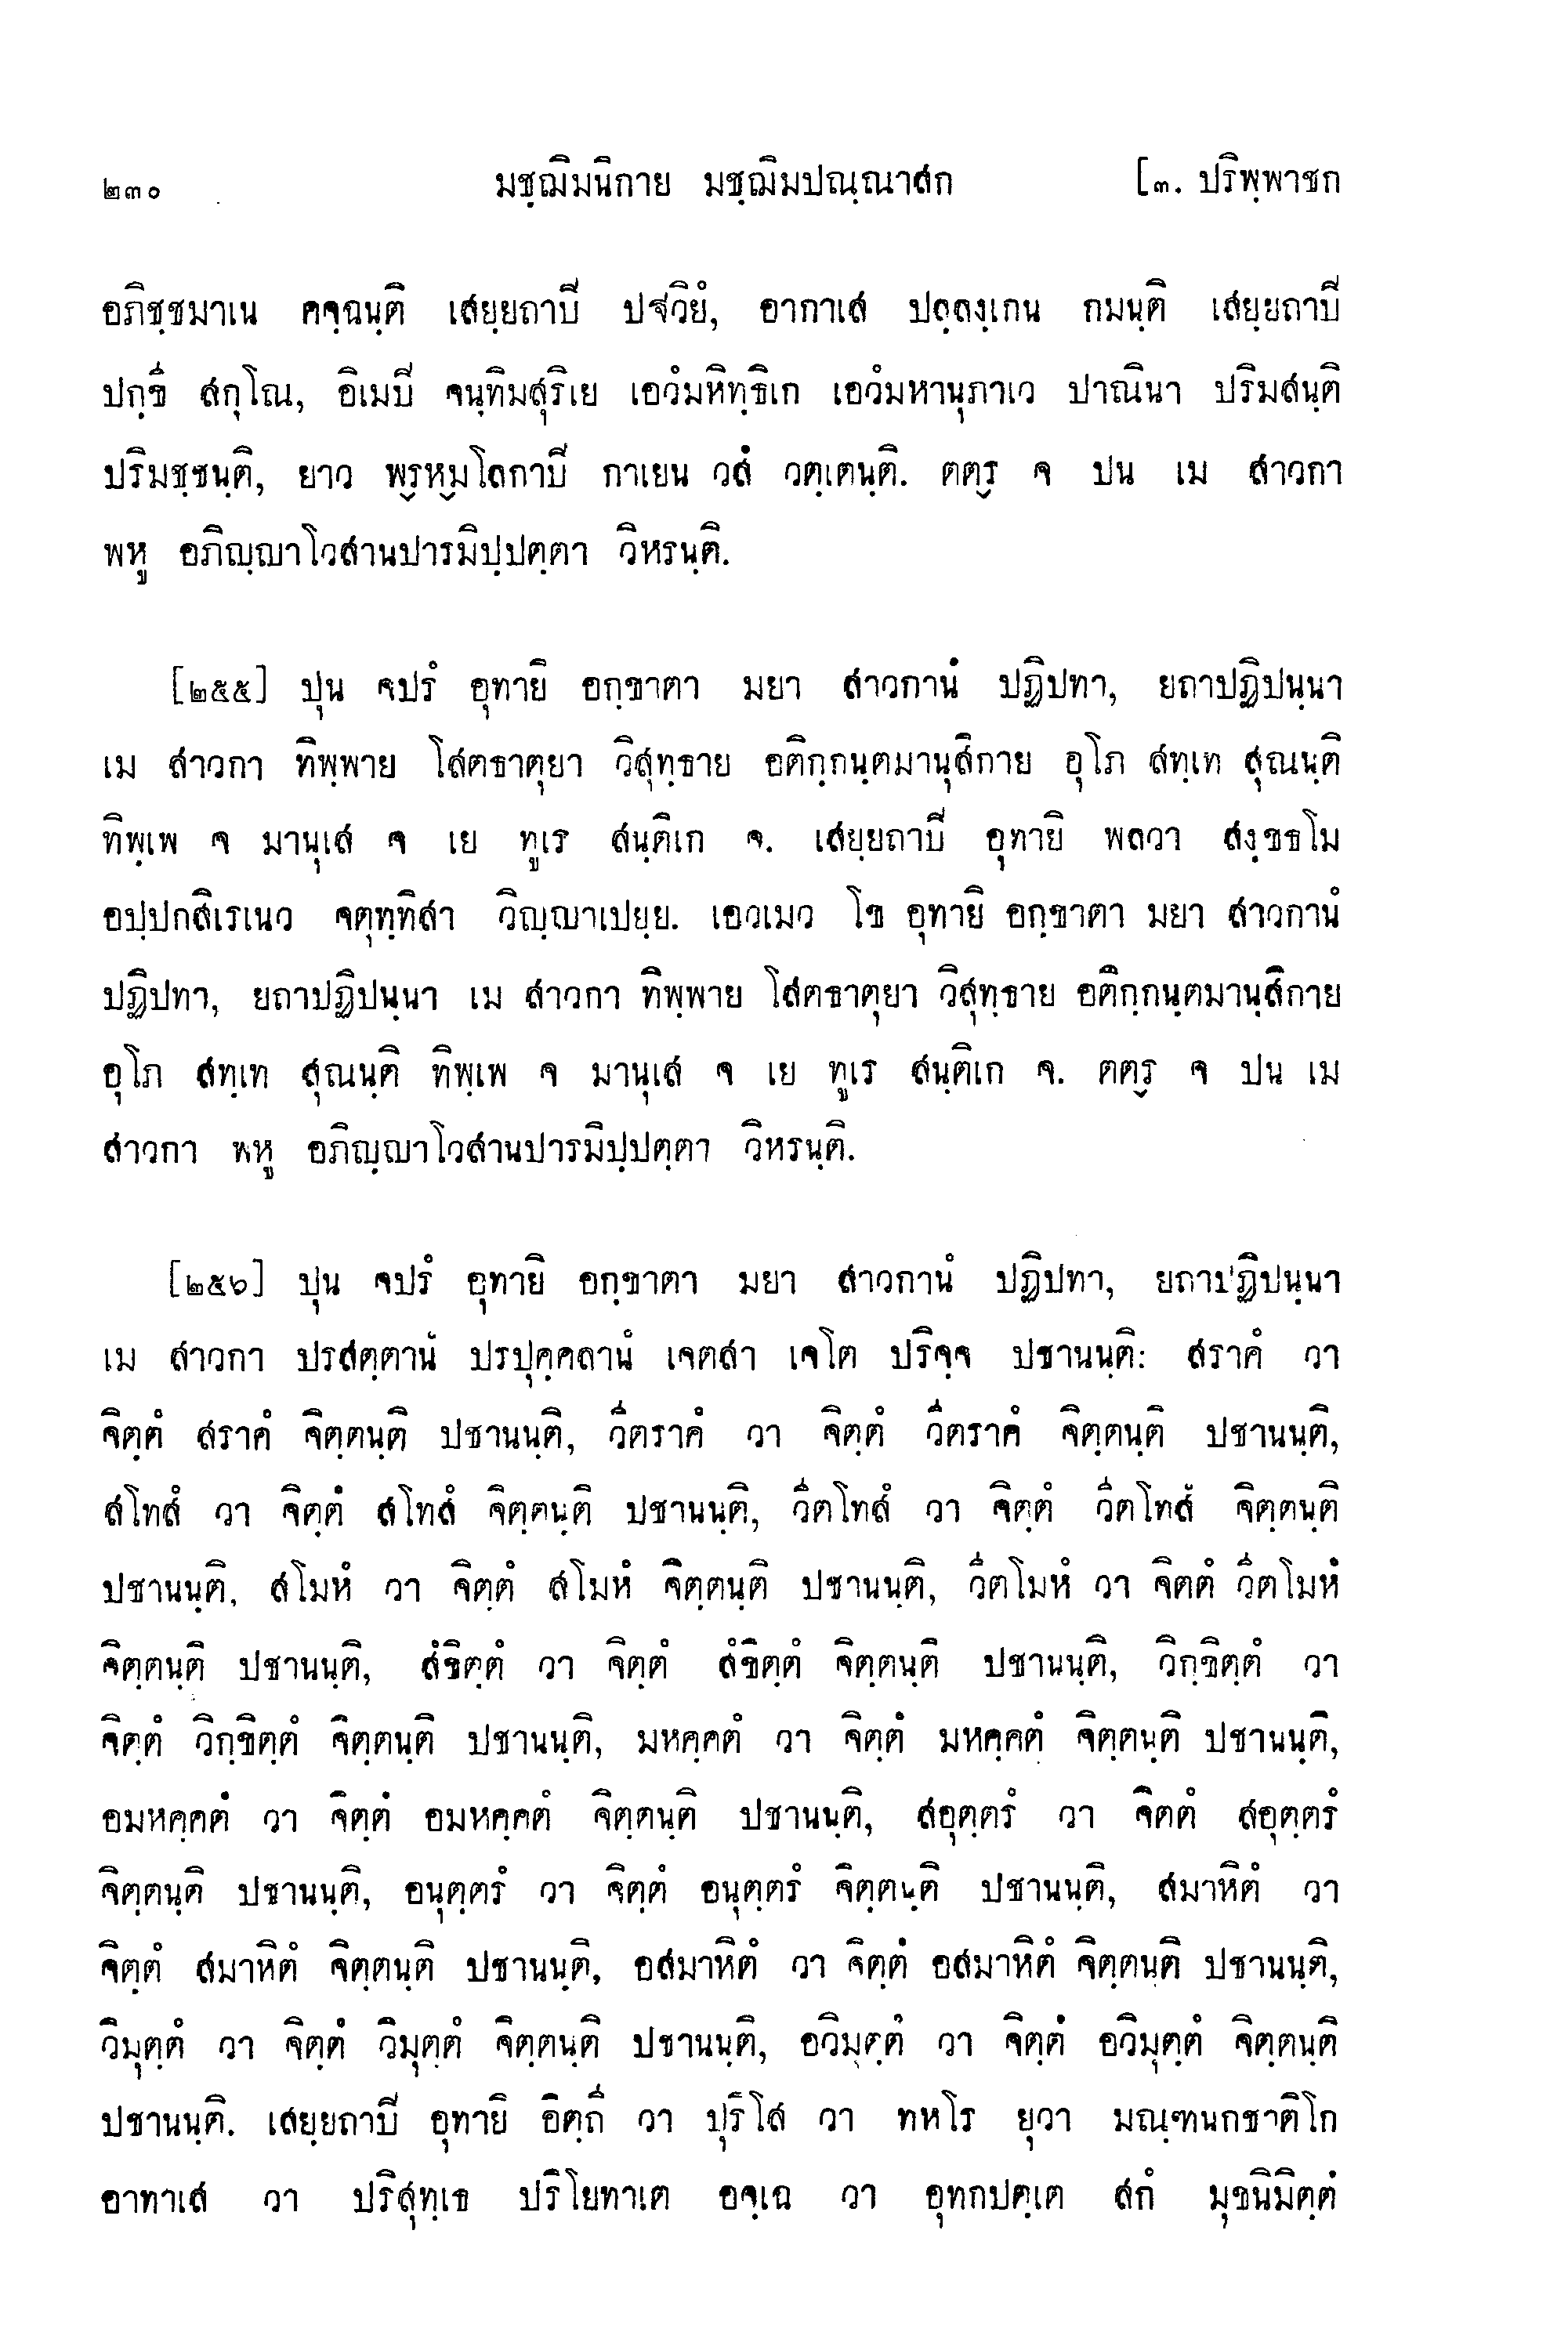 ๒๓๐ มชฺฌิมนิกาย มชฺฌิมปณฺณาสก [๓. ปริพฺพาชก
อภิชฺชมาเน คจฺฉนฺติ เสยฺยถาปี ปฐวิยํ, อากาเส ปลฺลงฺเกน กมนฺติ เสยฺยถาปี
ปกฺขี สกุโณ, อิเมปี จนฺทิมสุริเย เอวํมหิทฺธิเก เอวํมหานุภาเว ปาณินา ปริมสนฺติ
ปริมชฺชนฺติ, ยาว พฺรหฺมโลกาปี กาเยน วสํ วตฺเตนฺติ. ตตฺร จ ปน เม สาวกา
พหู อภิญฺญาโวสานปารมิปฺปตฺตา วิหรนฺติ.
[๒๕๕] ปุน จปรํ อุทายิ อกฺขาตา มยา สาวกานํ ปฏิปทา, ยถาปฏิปนฺนา
เม สาวกา ทิพฺพาย โสตธาตุยา วิสุทฺธาย อติกฺกนฺตมานุสิกาย อุโภ สทฺเท สุณนฺติ
ทิพฺเพ จ มานุเส จ เย ทูเร สนฺติเก จ. เสยฺยถาปี อุทายิ พลวา สงฺขธโม
อปฺปกสิเรเนว จตุทฺทิสา วิญฺญาเปยฺย. เอวเมว โข อุทายิ อกฺขาตา มยา สาวกานํ
ปฏิปทา, ยถาปฏิปนฺนา เม สาวกา ทิพฺพาย โสตธาตุยา วิสุทฺธาย อติกฺกนฺตมานุสิกาย
อุโภ สทฺเท สุณนฺติ ทิพฺเพ จ มานุเส จ เย ทูเร สนฺติเก จ. ตตฺร จ ปน เม
สาวกา พหู อภิญฺญาโวสานปารมิปฺปตฺตา วิหรนฺติ.
[๒๕๖] ปุน จปรํ อุทายิ อกฺขาตา มยา สาวกานํ ปฏิปทา, ยถาปฏิปนฺนา
เม สาวกา ปรสตฺตานํ ปรปุคฺคลานํ เจตสา เจโต ปริจฺจ ปชานนฺติ: สราคํ วา
จิตฺตํ สราคํ จิตฺตนฺติ ปชานนฺติ, วีตราคํ วา จิตฺตํ วีตราคํ จิตฺตนฺติ ปชานนฺติ,
สโทสํ วา จิตฺตํ สโทสํ จิตฺตนฺติ ปชานนฺติ, วีตโทสํ วา จิตฺตํ วีตโทสํ จิตฺตนฺติ
ปชานนฺติ, สโมหํ วา จิตฺตํ สโมหํ จิตฺตนฺติ ปชานนฺติ, วีตโมหํ วา จิตตํ วีตโมหํ
จิตฺตนฺติ ปชานนฺติ, สํขิตฺตํ วา จิตฺตํ สํขิตฺตํ จิตฺตนฺติ ปชานนฺติ, วิกฺขิตฺตํ วา
จิตฺตํ วิกฺขิตฺตํ จิตฺตนฺติ ปชานนฺติ, มหคฺคตํ วา จิตฺตํ มหคฺคตํ จิตฺตนฺติ ปชานนฺติ,
อมหคฺคตํ วา จิตฺตํ อมหคฺคตํ จิตฺตนฺติ ปชานนฺติ, สอุตฺตรํ วา จิตตํ สอุตฺตรํ
จิตฺตนฺติ ปชานนฺติ, อนุตฺตรํ วา จิตฺตํ อนุตฺตรํ จิตฺตนฺติ ปชานนฺติ, สมาหิตํ วา
จิตฺตํ สมาหิตํ จิตฺตนฺติ ปชานนฺติ, อสมาหิตํ วา จิตฺตํ อสมาหิตํ จิตฺตนฺติ ปชานนฺติ,
วิมุตฺตํ วา จิตฺตํ วิมุตฺตํ จิตฺตนฺติ ปชานนฺติ, อวิมุตฺตํ วา จิตฺตํ อวิมุตฺตํ จิตฺตนฺติ
ปชานนฺติ. เสยฺยถาปี อุทายิ อิตฺถี วา ปุริโส วา ทหโร ยุวา มณฺฑนกชาติโก
อาทาเส วา ปริสุทฺเธ ปริโยทาเต อจฺเฉ วา อุทกปตฺเต สกํ มุขนิมิตฺตํ